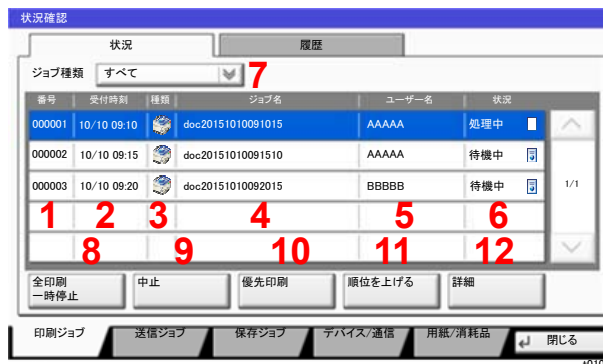 状況確認
状況 履歴
ジョブ種類 すべて 7
番号 受付時刻 種類 ジョブ名 ユーザー名 状況
000001 10/10 09:10 doc20151010091015 AAAAA 処理中
000002 10/10 09:15 doc20151010091510 AAAAA 待機中
000003 10/10 09:20 doc20151010092015 BBBBB 待機中 1/1
1 2 3 4 5 6
8 9 10 11 12
全印刷 中止 優先印刷 順位を上げる 詳細
一時停止
印刷ジョブ 送信ジョブ 保存ジョブ デバイス/通信 用紙/消耗品 閉じる